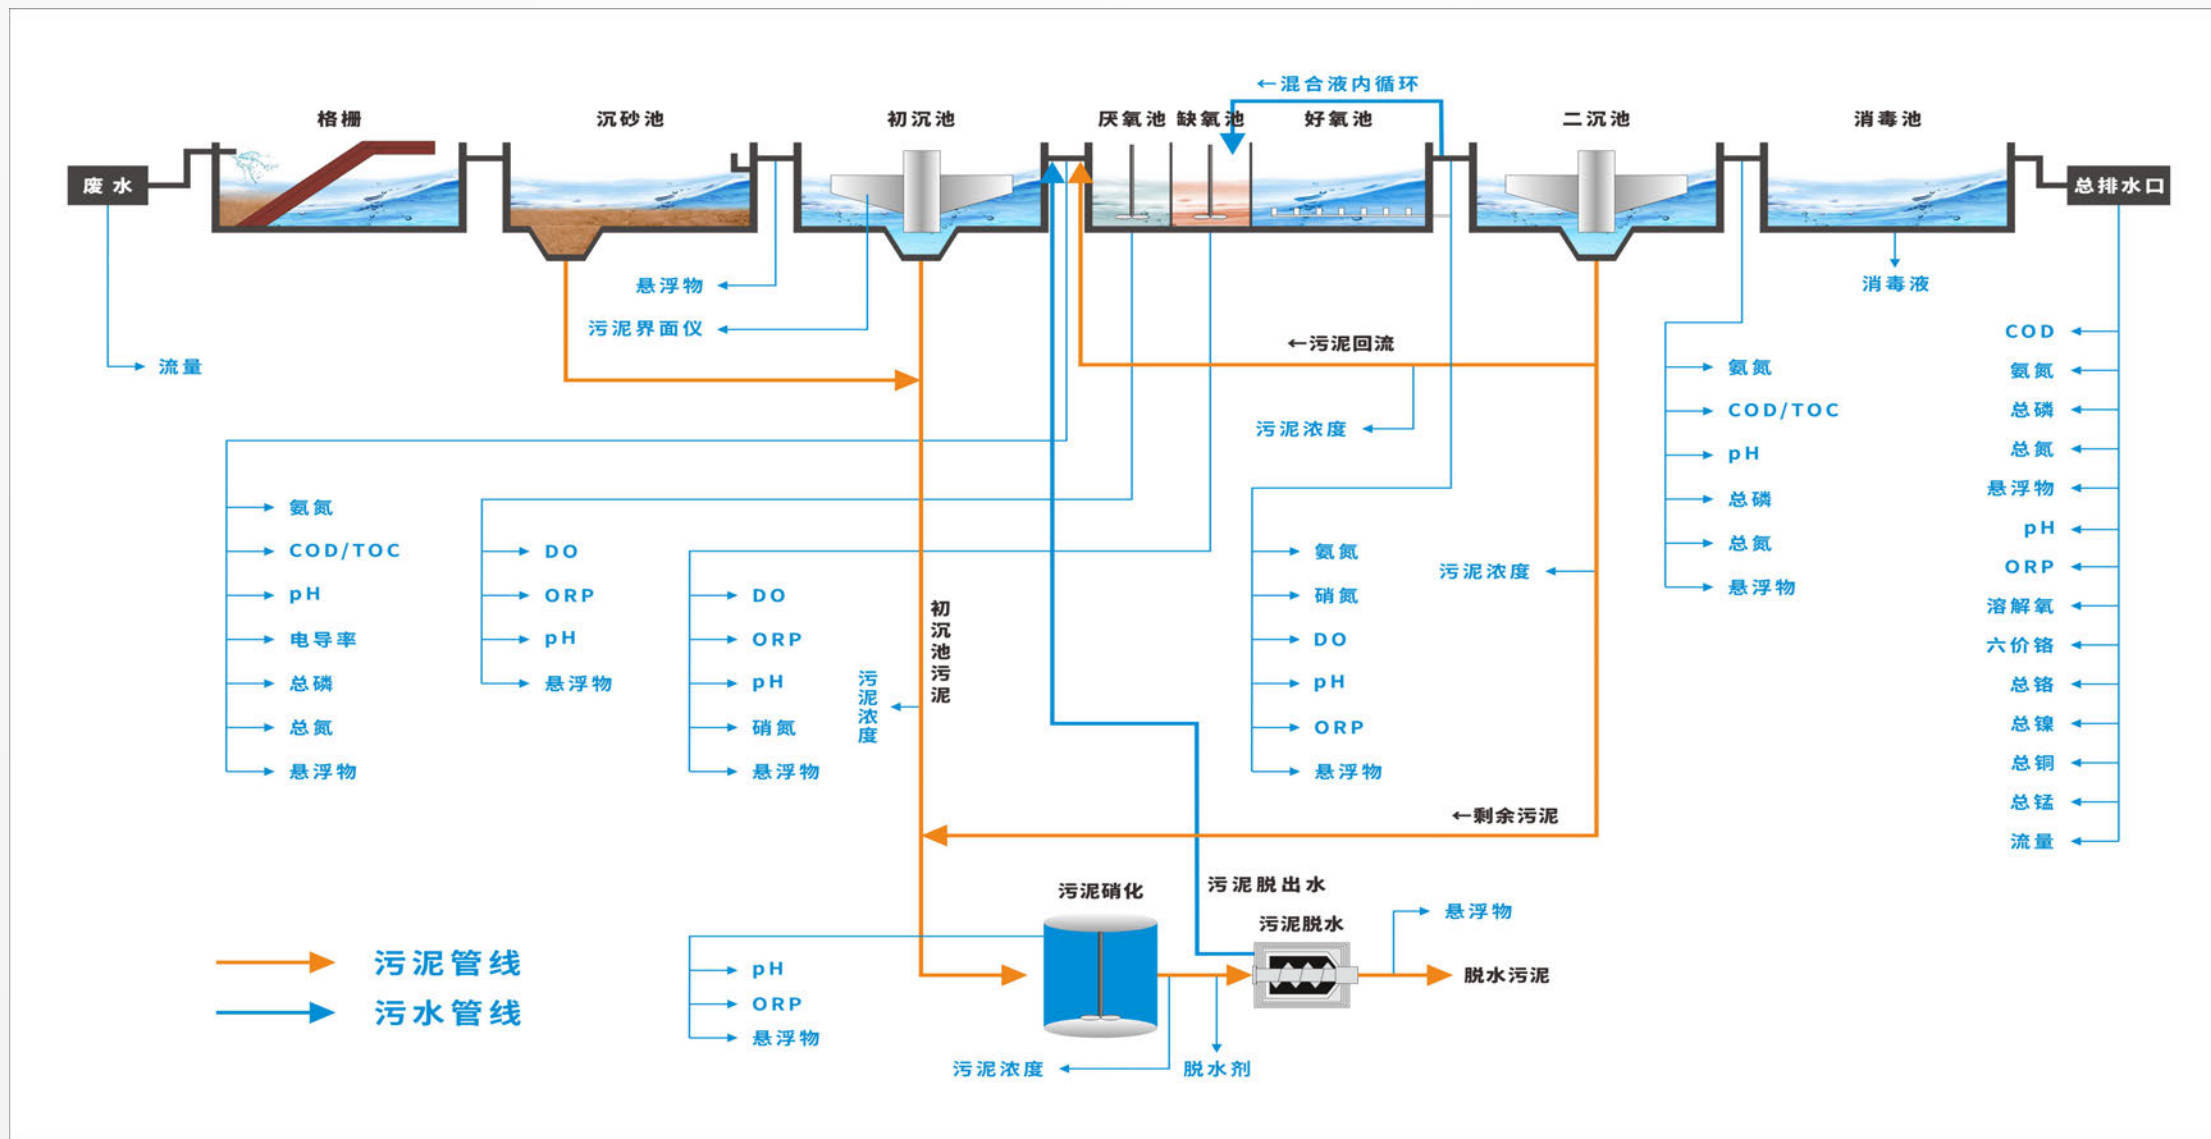 ←混合液内循环
格栅
沉砂池
初沉池
厌氧池
缺氧池
好氧池
二沉池
消毒池
废水
总排水口
悬浮物
污泥界面仪
流量
消毒液
←污泥回流
污泥浓度
氨氮
COD/TOC
pH
电导率
总磷
总氮
悬浮物
DO
ORP
pH
悬浮物
DO
ORP
pH
硝氮
悬浮物
初沉池污泥
污泥浓度
氨氮
硝氮
DO
pH
ORP
悬浮物
污泥浓度
氨氮
COD/TOC
pH
总磷
总氮
悬浮物
COD
氨氮
总磷
总氮
悬浮物
pH
ORP
溶解氧
六价铬
总铬
总镍
总铜
总锰
流量
←剩余污泥
污泥硝化
污泥脱出水
污泥脱水
悬浮物
脱水污泥
pH
ORP
悬浮物
污泥浓度
脱水剂
污泥管线
污水管线